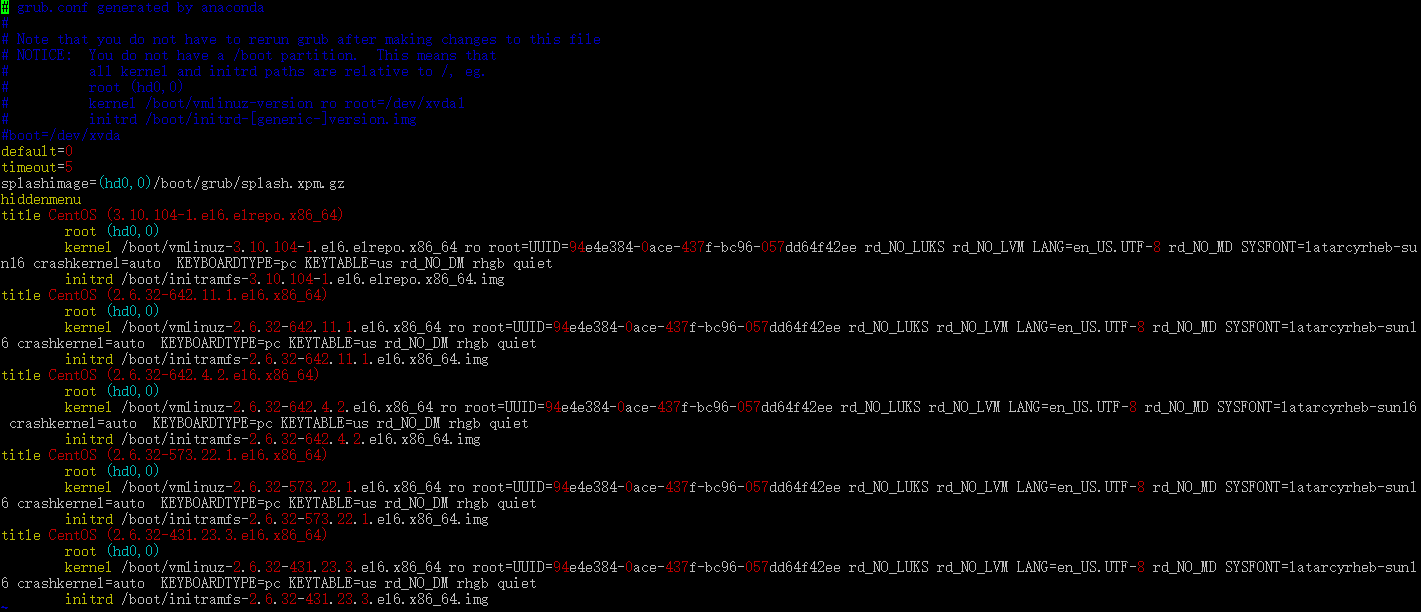 # grub.conf generated by anaconda
#
# Note that you do not have to rerun grub after making changes to this file
# NOTICE:  You do not have a /boot partition.  This means that
#          all kernel and initrd paths are relative to /, eg.
#          root (hd0,0)
#          kernel /boot/vmlinuz-version ro root=/dev/xvda1
#          initrd /boot/initrd-[generic-]version.img
#boot=/dev/xvda
default=0
timeout=5
splashimage=(hd0,0)/boot/grub/splash.xpm.gz
hiddenmenu
title CentOS (3.10.104-1.el6.elrepo.x86_64)
        root (hd0,0)
        kernel /boot/vmlinuz-3.10.104-1.el6.elrepo.x86_64 ro root=UUID=94e4e384-0ace-437f-bc96-057dd64f42ee rd_NO_LUKS rd_NO_LVM LANG=en_US.UTF-8 rd_NO_MD SYSFONT=latarcyrheb-su
n16 crashkernel=auto  KEYBOARDTYPE=pc KEYTABLE=us rd_NO_DM rhgb quiet
        initrd /boot/initramfs-3.10.104-1.el6.elrepo.x86_64.img
title CentOS (2.6.32-642.11.1.el6.x86_64)
        root (hd0,0)
        kernel /boot/vmlinuz-2.6.32-642.11.1.el6.x86_64 ro root=UUID=94e4e384-0ace-437f-bc96-057dd64f42ee rd_NO_LUKS rd_NO_LVM LANG=en_US.UTF-8 rd_NO_MD SYSFONT=latarcyrheb-sun1
6 crashkernel=auto  KEYBOARDTYPE=pc KEYTABLE=us rd_NO_DM rhgb quiet
        initrd /boot/initramfs-2.6.32-642.11.1.el6.x86_64.img
title CentOS (2.6.32-642.4.2.el6.x86_64)
        root (hd0,0)
        kernel /boot/vmlinuz-2.6.32-642.4.2.el6.x86_64 ro root=UUID=94e4e384-0ace-437f-bc96-057dd64f42ee rd_NO_LUKS rd_NO_LVM LANG=en_US.UTF-8 rd_NO_MD SYSFONT=latarcyrheb-sun16
 crashkernel=auto  KEYBOARDTYPE=pc KEYTABLE=us rd_NO_DM rhgb quiet
        initrd /boot/initramfs-2.6.32-642.4.2.el6.x86_64.img
title CentOS (2.6.32-573.22.1.el6.x86_64)
        root (hd0,0)
        kernel /boot/vmlinuz-2.6.32-573.22.1.el6.x86_64 ro root=UUID=94e4e384-0ace-437f-bc96-057dd64f42ee rd_NO_LUKS rd_NO_LVM LANG=en_US.UTF-8 rd_NO_MD SYSFONT=latarcyrheb-sun1
6 crashkernel=auto  KEYBOARDTYPE=pc KEYTABLE=us rd_NO_DM rhgb quiet
        initrd /boot/initramfs-2.6.32-573.22.1.el6.x86_64.img
title CentOS (2.6.32-431.23.3.el6.x86_64)
        root (hd0,0)
        kernel /boot/vmlinuz-2.6.32-431.23.3.el6.x86_64 ro root=UUID=94e4e384-0ace-437f-bc96-057dd64f42ee rd_NO_LUKS rd_NO_LVM LANG=en_US.UTF-8 rd_NO_MD SYSFONT=latarcyrheb-sun1
6 crashkernel=auto  KEYBOARDTYPE=pc KEYTABLE=us rd_NO_DM rhgb quiet
        initrd /boot/initramfs-2.6.32-431.23.3.el6.x86_64.img
~